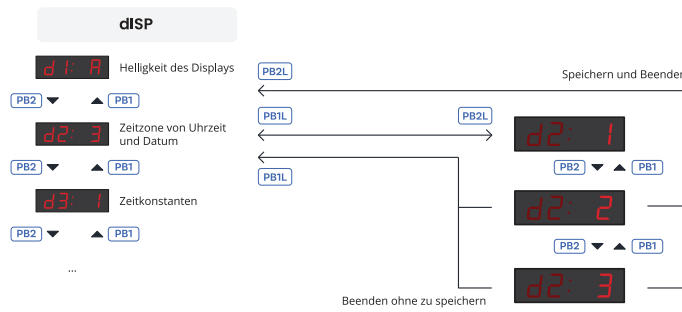 dISP
d1: A
Helligkeit des Displays
PB2L
Speichern und Beenden
PB2
PB1
PB1L
PB2L
d2: 3
Zeitzone von Uhrzeit
und Datum
d2: 1
PB2
PB1
PB2
PB1
PB1L
d3: 1
Zeitkonstanten
d2: 2
PB2
PB1
PB2
PB1
...
d2: 3
Beenden ohne zu speichern